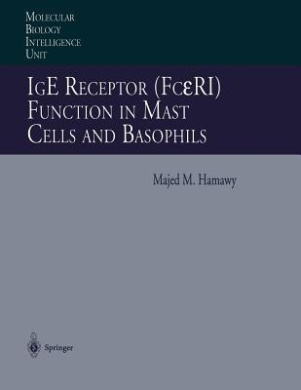 MOLECULAR
BIOLOGY
INTELLIGENCE
UNIT
IGE RECEPTOR (FCεRI)
FUNCTION IN MAST
CELLS AND BASOPHILS
Majed M. Hamawy
Springer